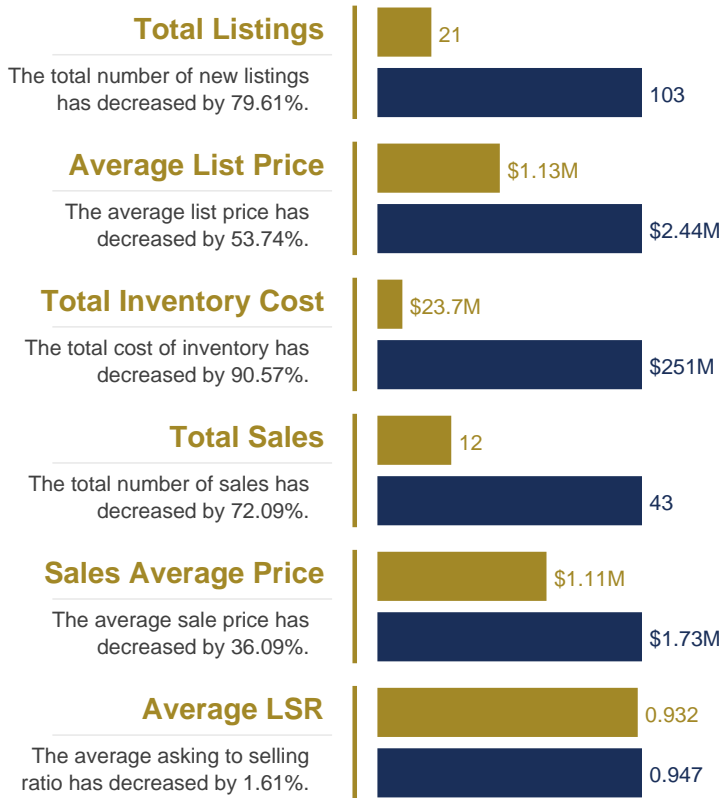 Total Listings
The total number of new listings
has decreased by 79.61%.
21
103
Average List Price
The average list price has
decreased by 53.74%.
$1.13M
$2.44M
Total Inventory Cost
The total cost of inventory has
decreased by 90.57%.
$23.7M
$251M
Total Sales
The total number of sales has
decreased by 72.09%.
12
43
Sales Average Price
The average sale price has
decreased by 36.09%.
$1.11M
$1.73M
Average LSR
The average asking to selling
ratio has decreased by 1.61%.
0.932
0.947